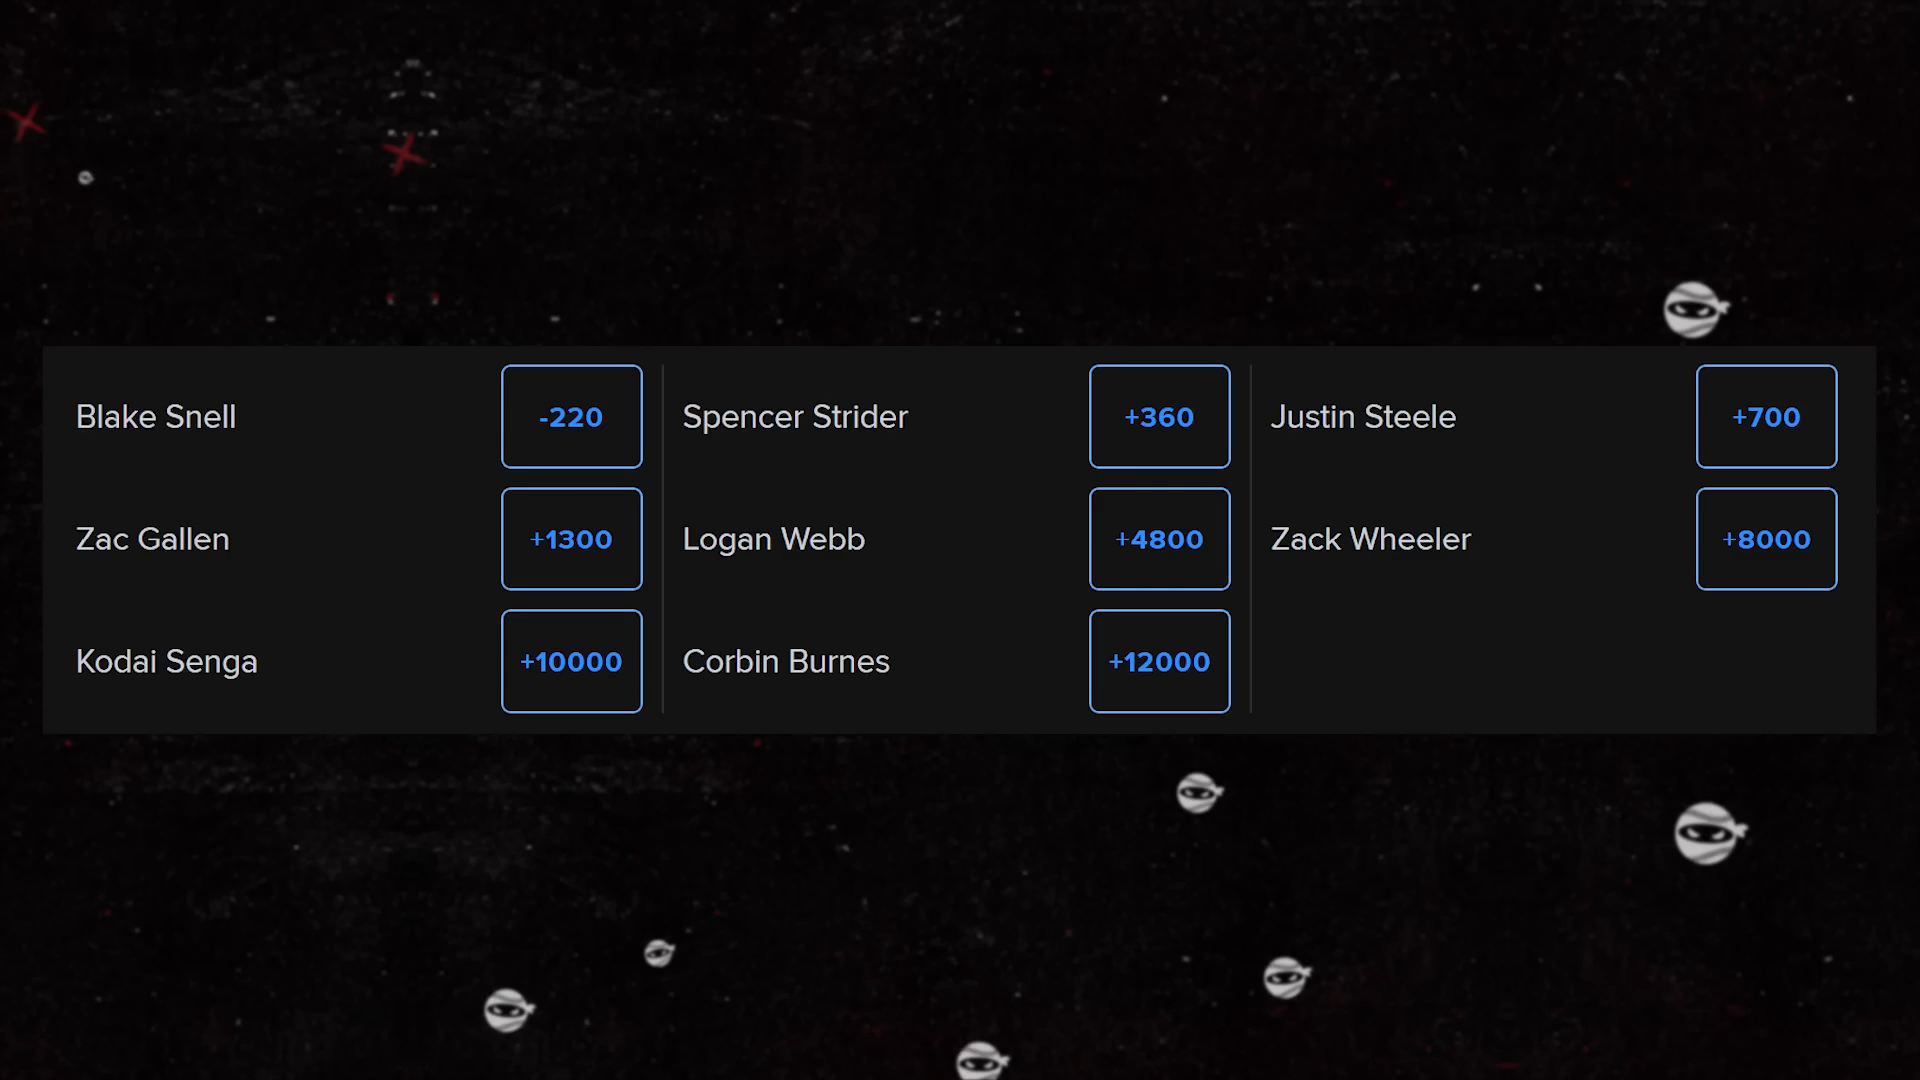 Blake Snell -220 Spencer Strider +360 Justin Steele +700
Zac Gallen +1300 Logan Webb +4800 Zack Wheeler +8000
Kodai Senga +10000 Corbin Burnes +12000